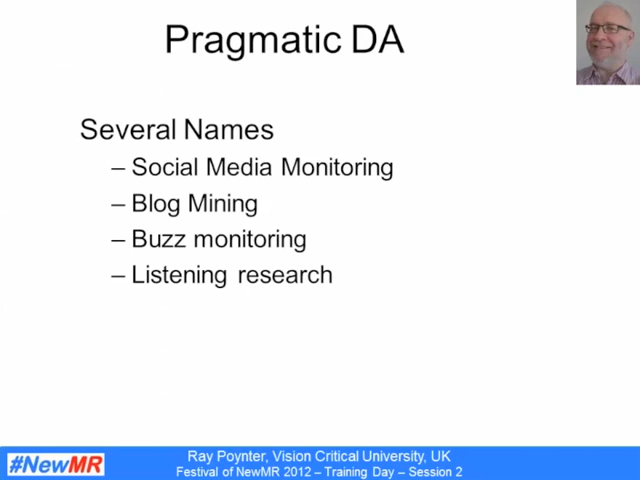 Pragmatic DA
Several Names
– Social Media Monitoring
– Blog Mining
– Buzz monitoring
– Listening research
#NewMR
Ray Poynter, Vision Critical University, UK
Festival of NewMR 2012 – Training Day – Session 2